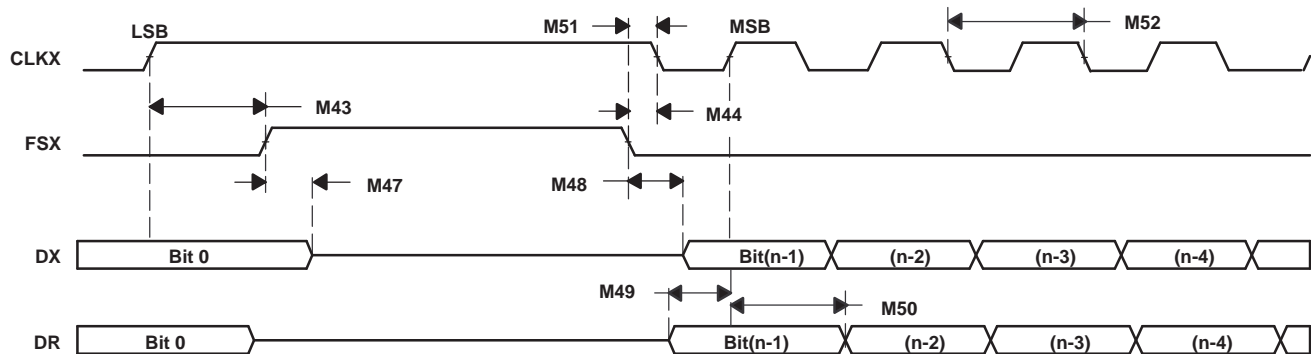 LSB M51 MSB M52
CLKX
M43 M44
FSX
M47 M48
DX Bit 0 Bit(n-1) (n-2) (n-3) (n-4)
M49 M50
DR Bit 0 Bit(n-1) (n-2) (n-3) (n-4)